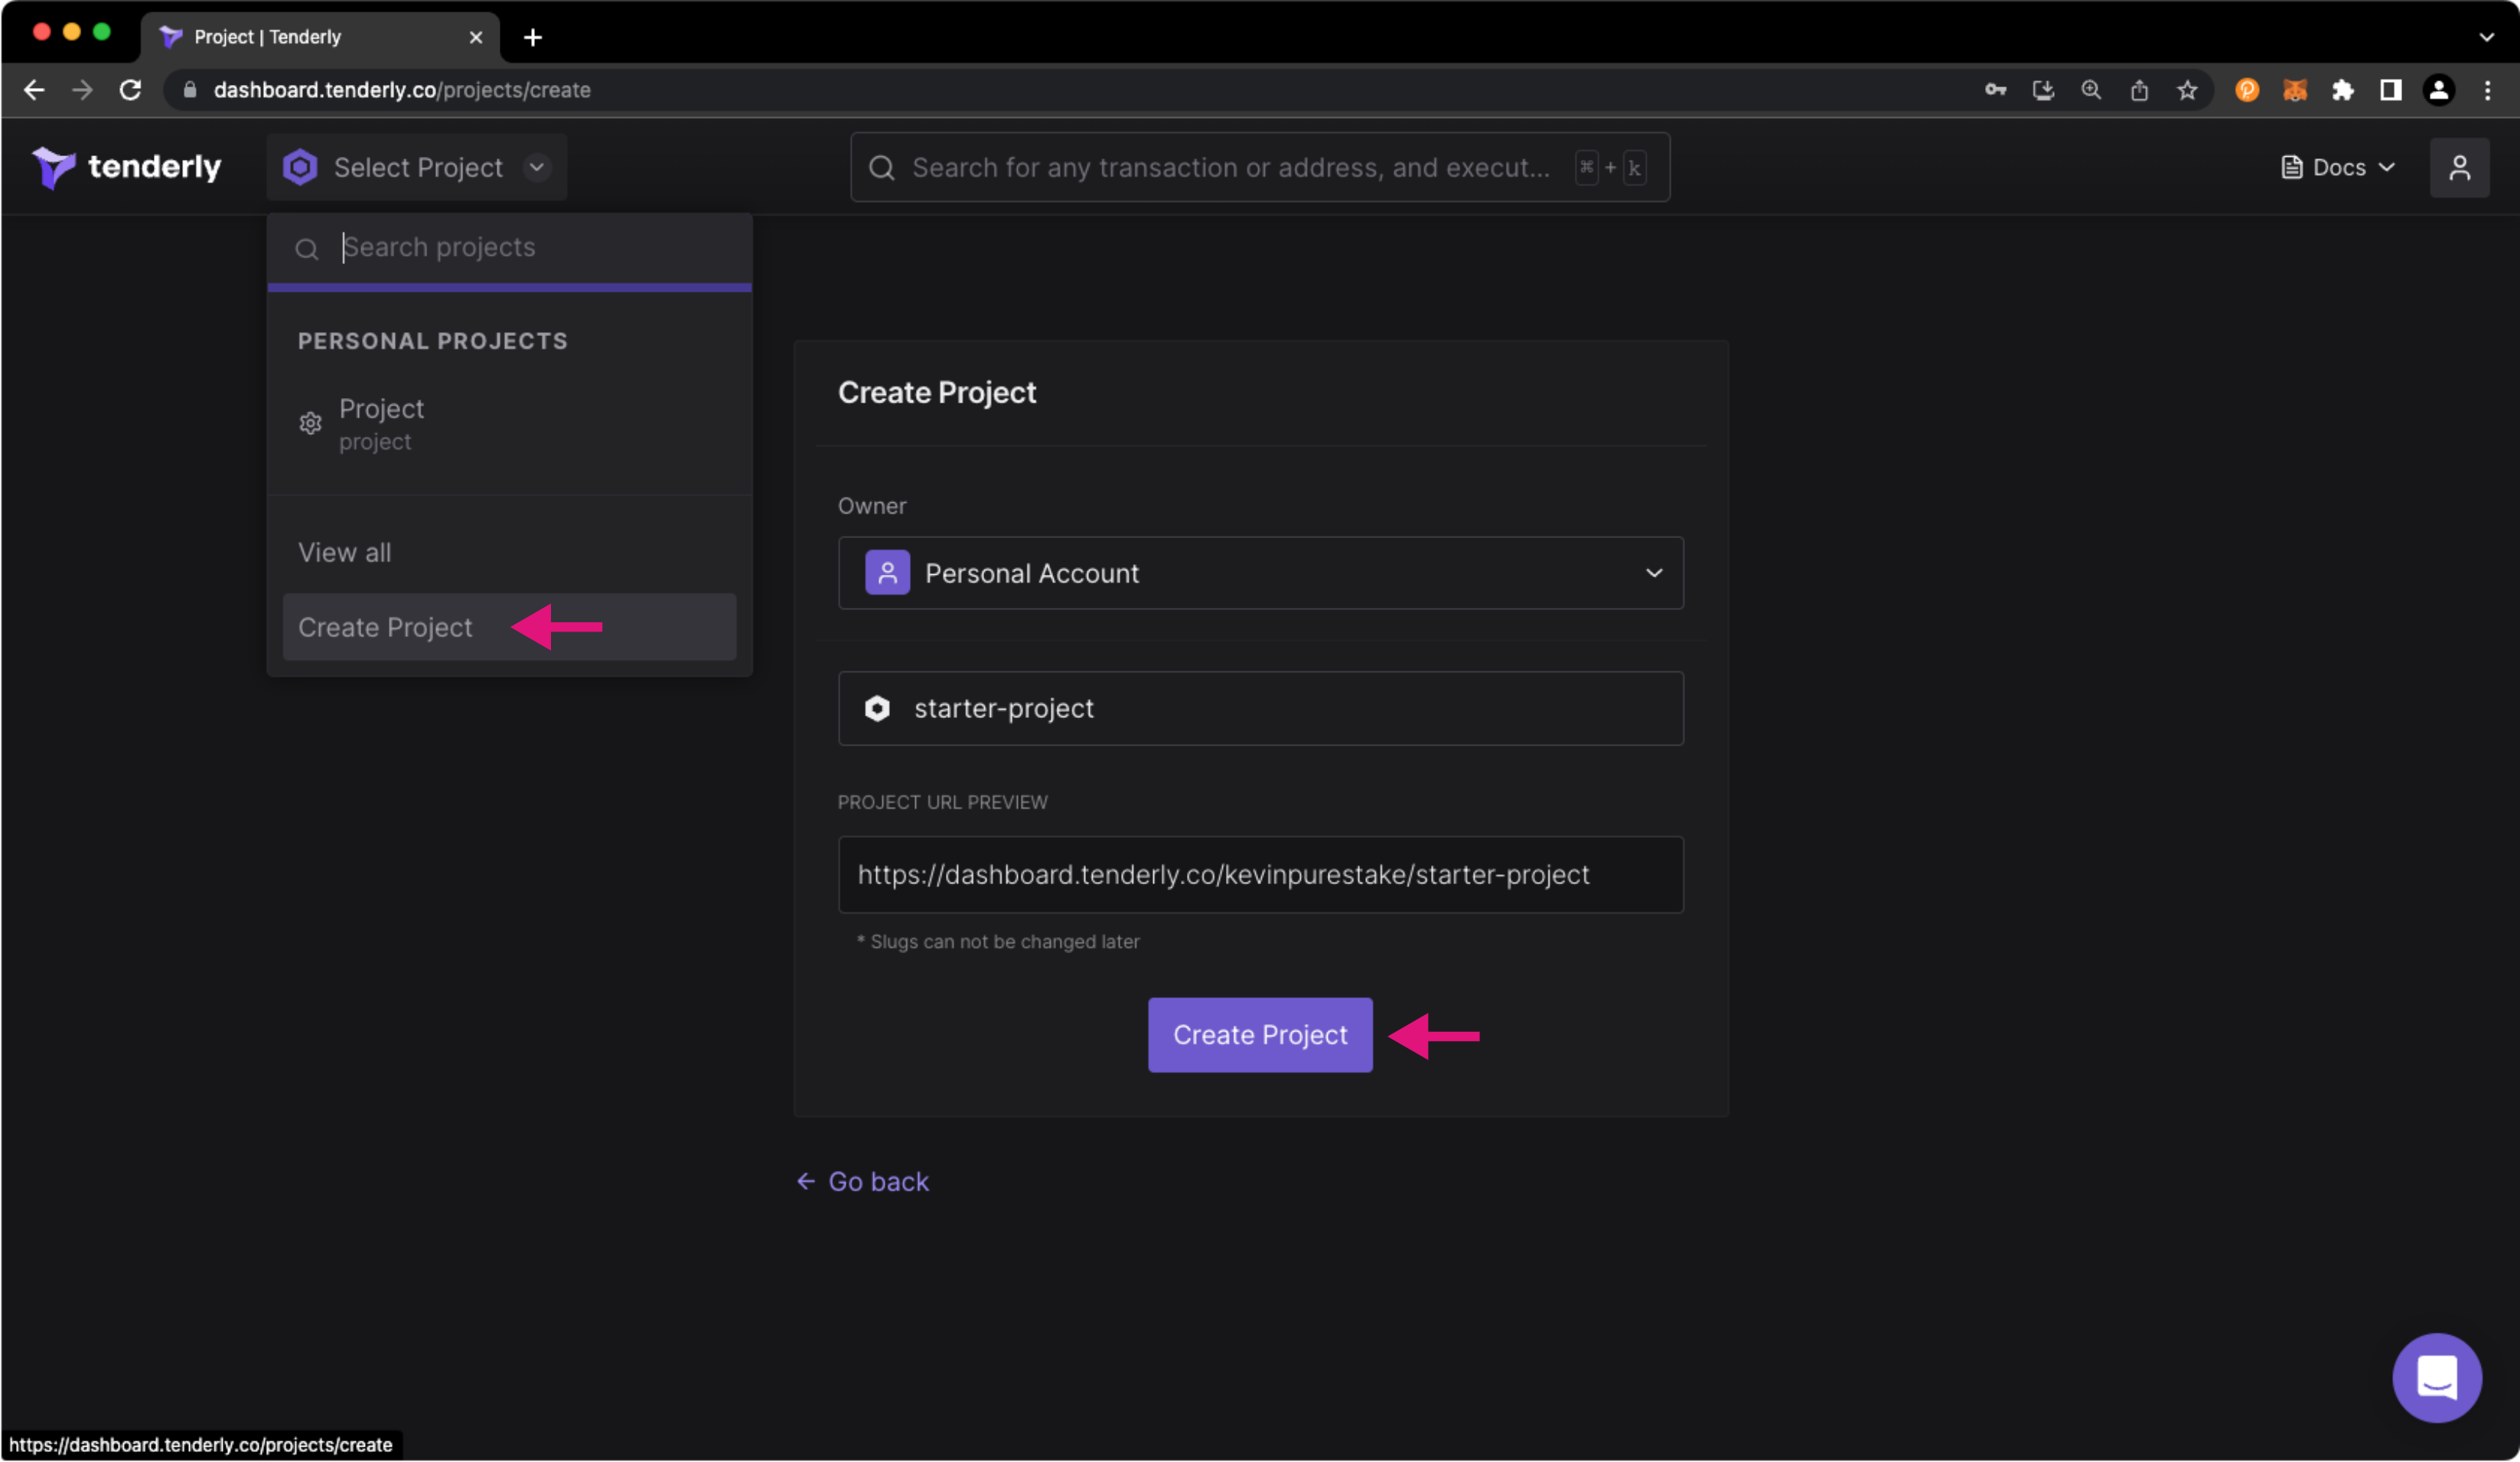 Project | Tenderly
dashboard.tenderly.co/projects/create
tenderly
Select Project
Search for any transaction or address, and execut... ⌘ + k
Docs
Search projects
PERSONAL PROJECTS
Project
project
View all
Create Project
Create Project
Owner
Personal Account
starter-project
PROJECT URL PREVIEW
https://dashboard.tenderly.co/kevinpurestake/starter-project
* Slugs can not be changed later
Create Project
← Go back
https://dashboard.tenderly.co/projects/create